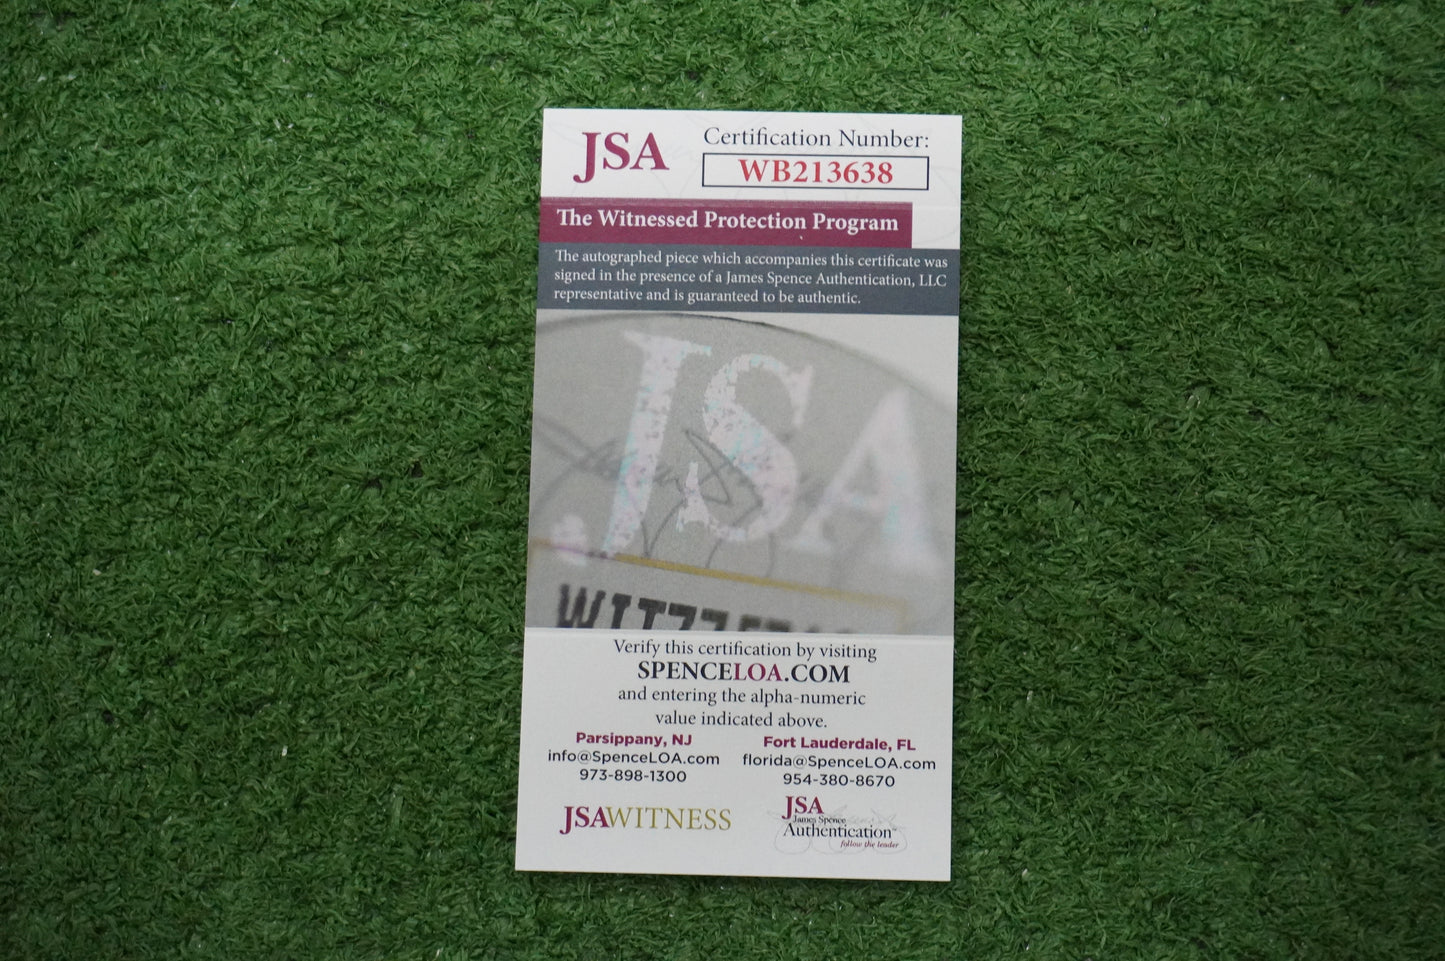 JSA
Certification Number:
WB213638
The Witnessed Protection Program
The autographed piece which accompanies this certificate was
signed in the presence of a James Spence Authentication, LLC
representative and is guaranteed to be authentic.
JSA
Verify this certification by visiting
SPENCELOA.COM
and entering the alpha-numeric
value indicated above.
Parsippany, NJ
info@SpenceLOA.com
973-898-1300
Fort Lauderdale, FL
florida@SpenceLOA.com
954-380-8670
JSAWITNESS
JSA
James Spence
Authentication
follow the leader